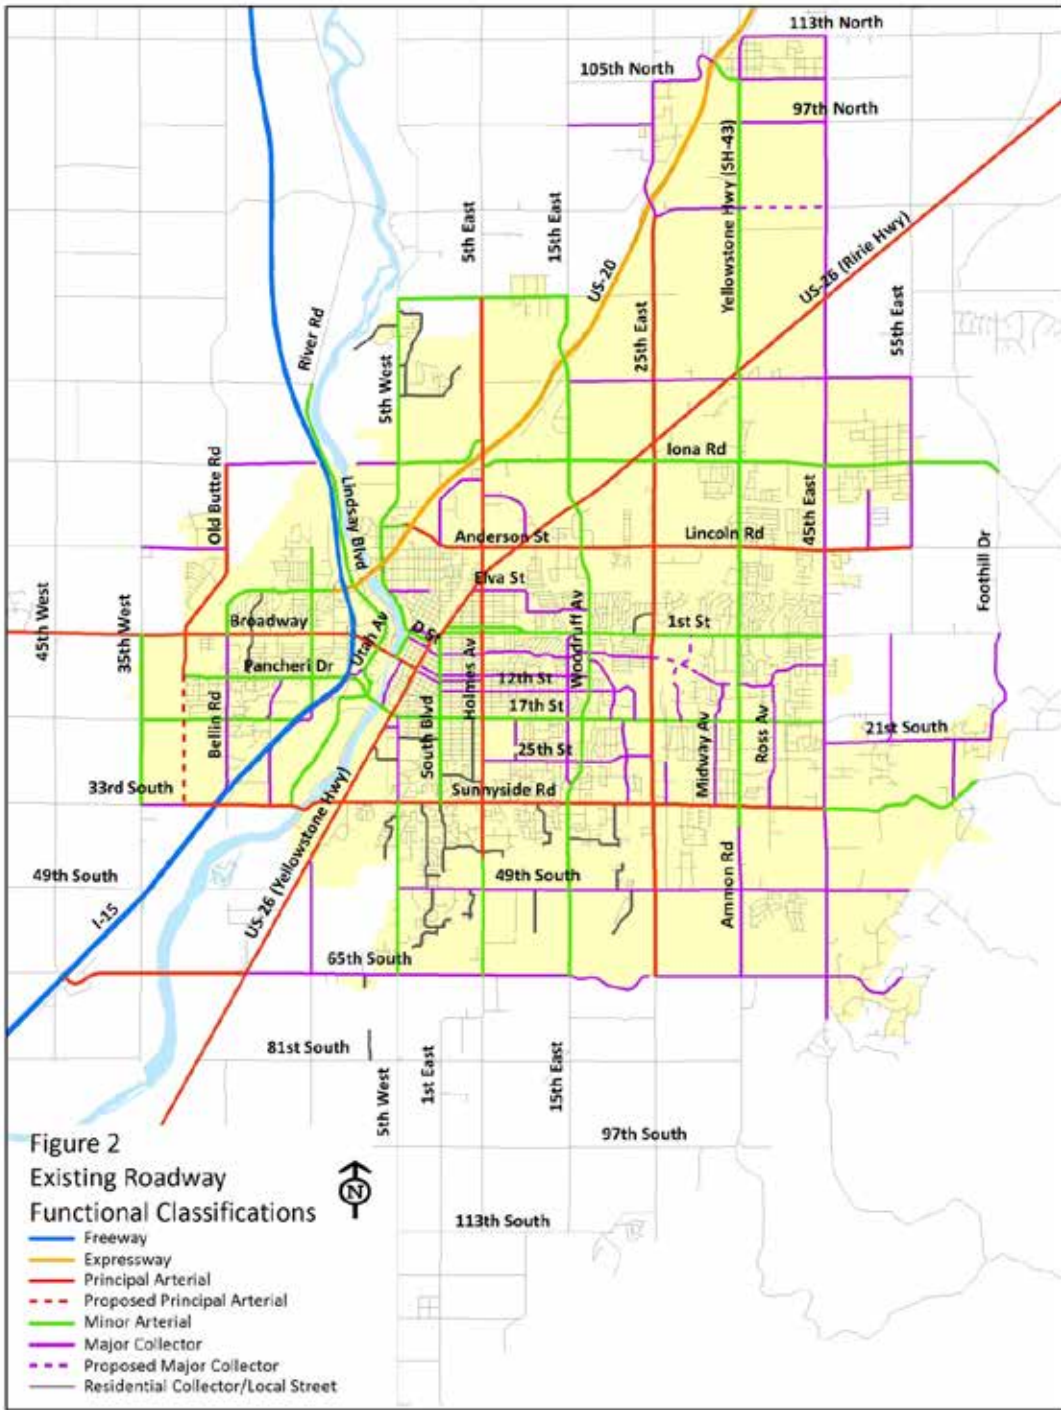 113th North
105th North
97th North
Yellowstone Hwy (SH-43)
5th East
15th East
US-20
US-26 (Ririe Hwy)
25th East
55th East
River Rd
5th West
Iona Rd
Old Butte Rd
Lindsay Blvd
45th East
Anderson St
Lincoln Rd
Foothill Dr
Elva St
45th West
35th West
Broadway
Utah Av
D St
Woodruff Av
1st St
Pancheri Dr
Holmes Av
12th St
17th St
Bellin Rd
South Blvd
25th St
Midway Av
Ross Av
21st South
33rd South
Sunnyside Rd
49th South
49th South
Ammon Rd
I-15
US-26 (Yellowstone Hwy)
65th South
81st South
5th West
1st East
15th East
97th South
113th South
Figure 2
Existing Roadway
Functional Classifications
N
Freeway
Expressway
Principal Arterial
Proposed Principal Arterial
Minor Arterial
Major Collector
Proposed Major Collector
Residential Collector/Local Street